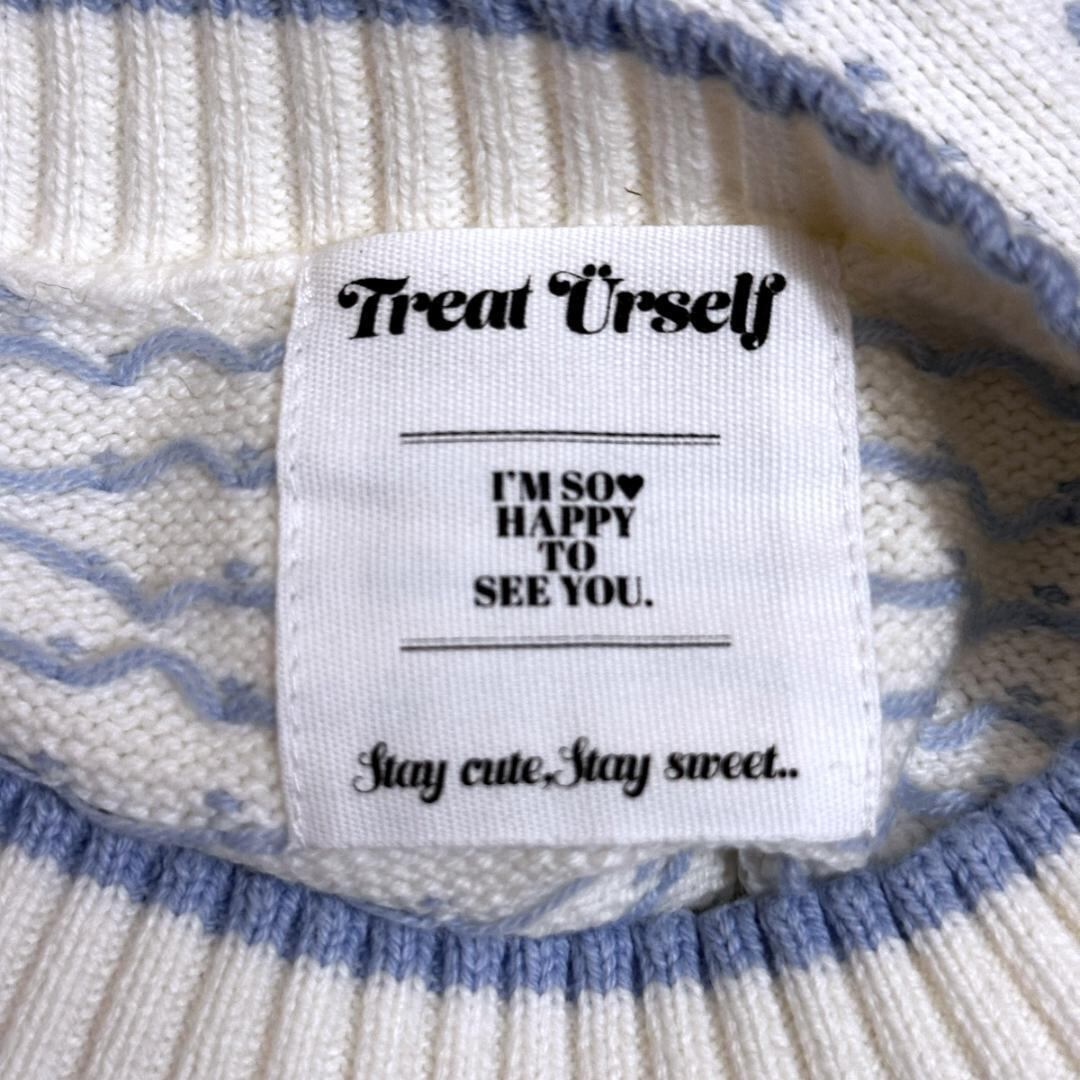 Treat Ürself
I'M SO♥
HAPPY
TO
SEE YOU.
Stay cute,Stay sweet..